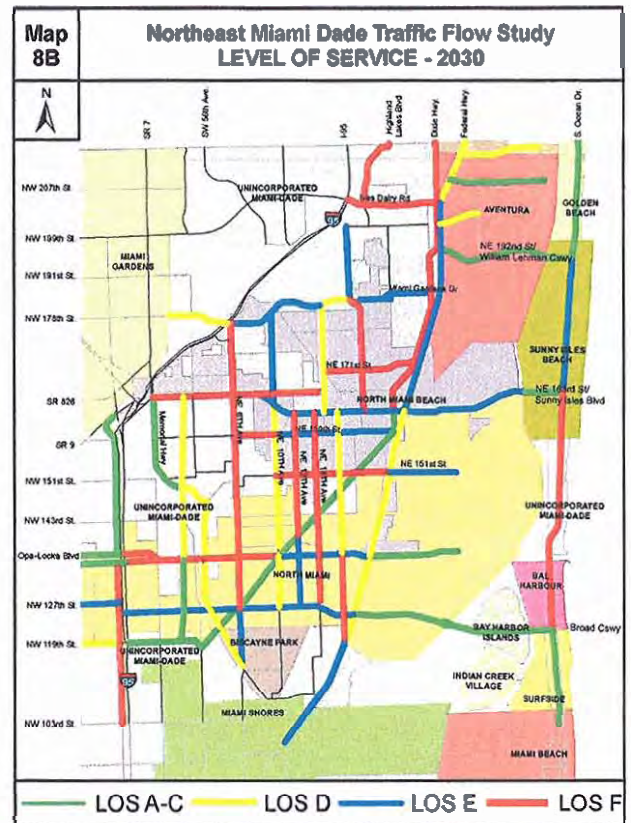 Map
8B
Northeast Miami Dade Traffic Flow Study
LEVEL OF SERVICE - 2030
N
SR 7
SW 56th Ave.
I-95
Highland
Lakes Blvd
Dixie Hwy.
Federal Hwy.
S. Ocean Dr.
NW 207th St.
UNINCORPORATED
MIAMI-DADE
Ives Dairy Rd
AVENTURA
GOLDEN
BEACH
95
NW 199th St.
MIAMI
GARDENS
NE 192nd St/
William Lehman Cswy
NW 191st St.
Miami Gardens Dr
NW 178th St.
SUNNY ISLES
BEACH
NE 171st St.
SR 826
NORTH MIAMI BEACH
NE 163rd St/
Sunny Isles Blvd
Memorial Hwy
NE 6TH Ave
SR 9
NE 10TH Ave
NE 151st St
NW 151st St.
UNINCORPORATED
MIAMI-DADE
UNINCORPORATED
MIAMI-DADE
NW 143rd St.
Opa-Locka Blvd
NORTH MIAMI
BAL
HARBOUR
NW 127th St.
BAY HARBOR
ISLANDS
Broad Cswy
NW 119th St.
UNINCORPORATED
MIAMI-DADE
BISCAYNE PARK
INDIAN CREEK
VILLAGE
95
SURFSIDE
MIAMI SHORES
NW 103rd St.
MIAMI BEACH
LOS A-C
LOS D
LOS E
LOS F